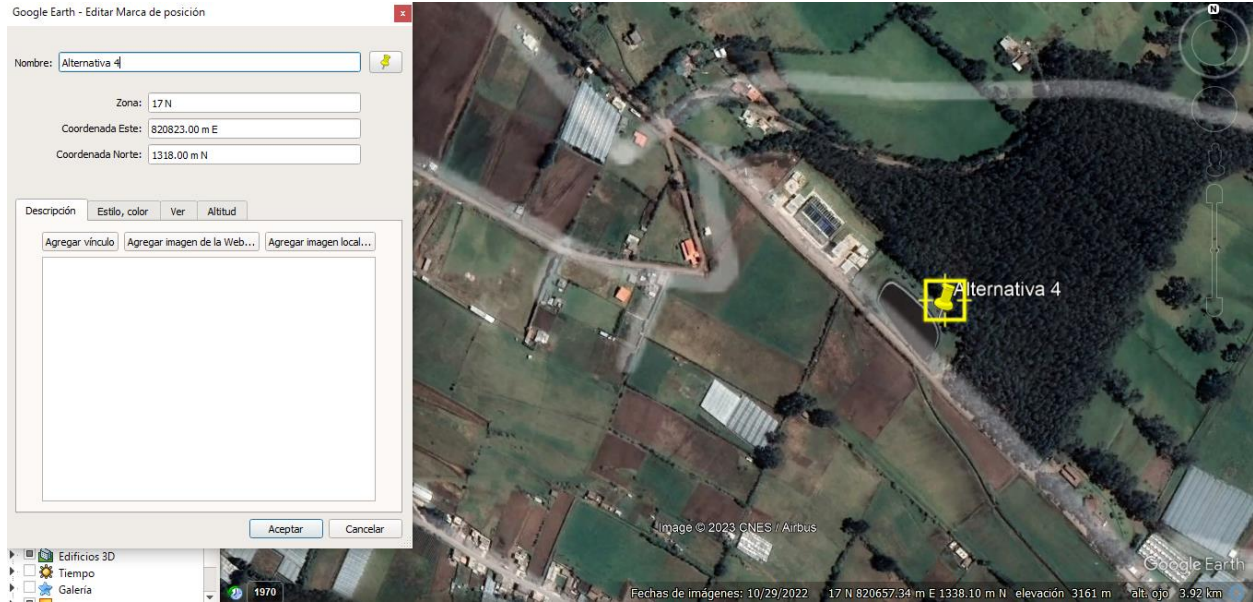 Google Earth - Editar Marca de posición
x
Nombre: Alternativa 4
Zona: 17 N
Coordenada Este: 820823.00 m E
Coordenada Norte: 1318.00 m N
Descripción Estilo, color Ver Altitud
Agregar vínculo Agregar imagen de la Web... Agregar imagen local...
Aceptar Cancelar
Edificios 3D
Tiempo
Galería
N
Alternativa 4
Image © 2023 CNES / Airbus
Google Earth
1970
Fechas de imágenes: 10/29/2022 17 N 820657.34 m E 1338.10 m N elevación 3161 m alt. ojo 3.92 km